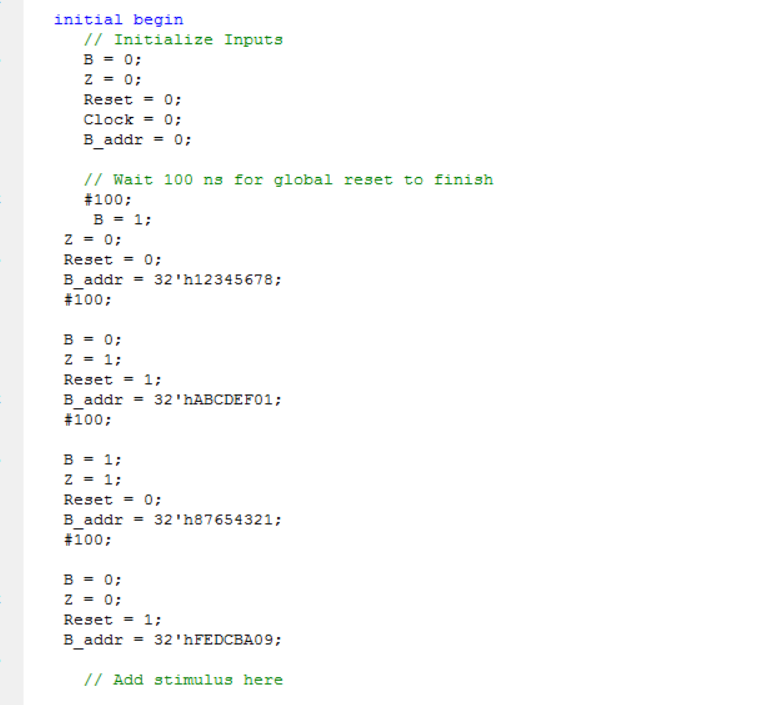 initial begin
// Initialize Inputs
B = 0;
Z = 0;
Reset = 0;
Clock = 0;
B_addr = 0;
// Wait 100 ns for global reset to finish
#100;
B = 1;
Z = 0;
Reset = 0;
B_addr = 32'h12345678;
#100;
B = 0;
Z = 1;
Reset = 1;
B_addr = 32'hABCDEF01;
#100;
B = 1;
Z = 1;
Reset = 0;
B_addr = 32'h87654321;
#100;
B = 0;
Z = 0;
Reset = 1;
B_addr = 32'hFEDCBA09;
// Add stimulus here